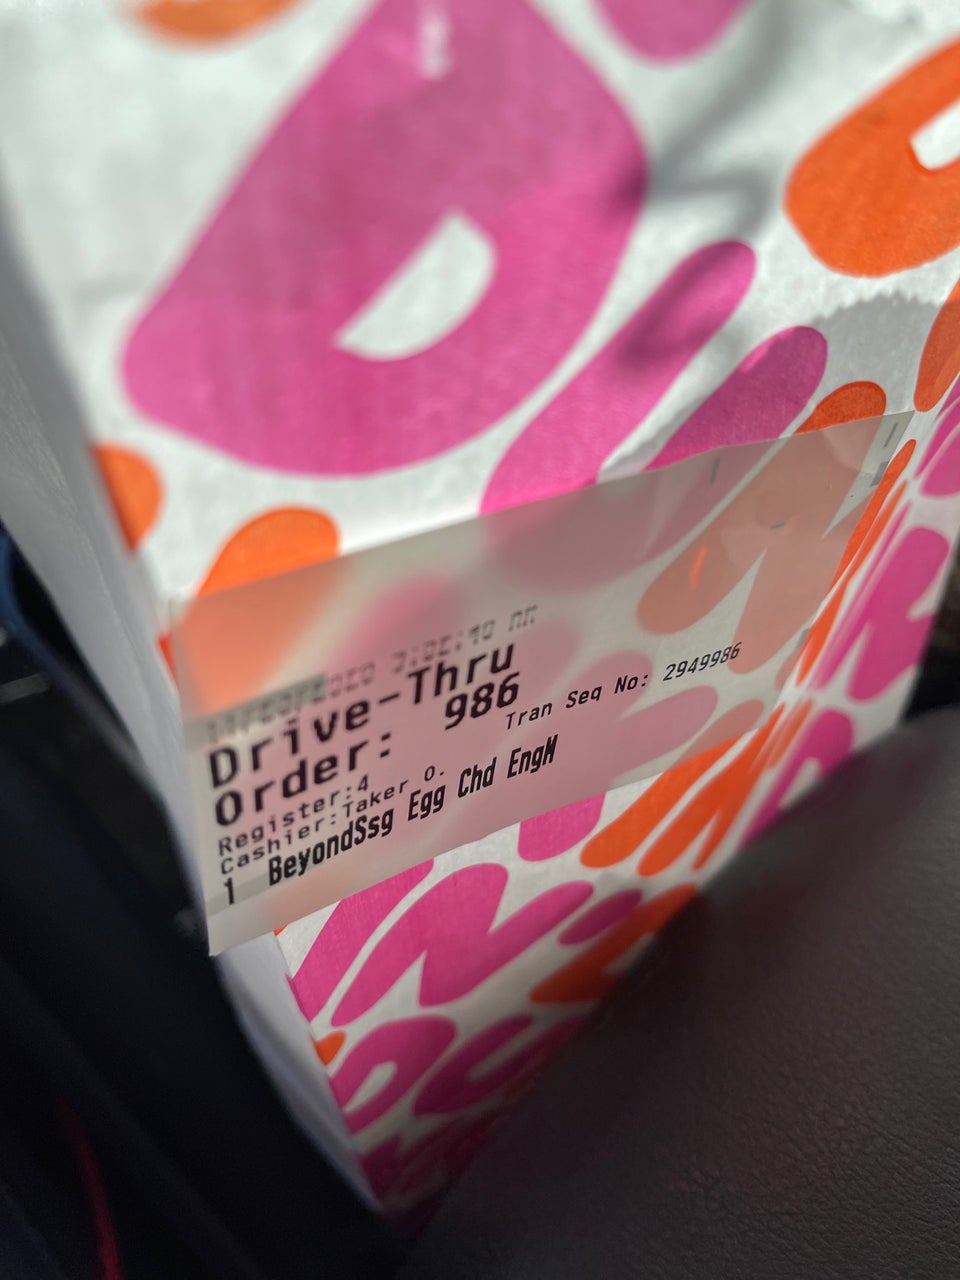 Drive-Thru
Order: 986
Tran Seq No: 2949986
Register:4
Cashier:Taker O.
1 BeyondSsg Egg Chd EngM